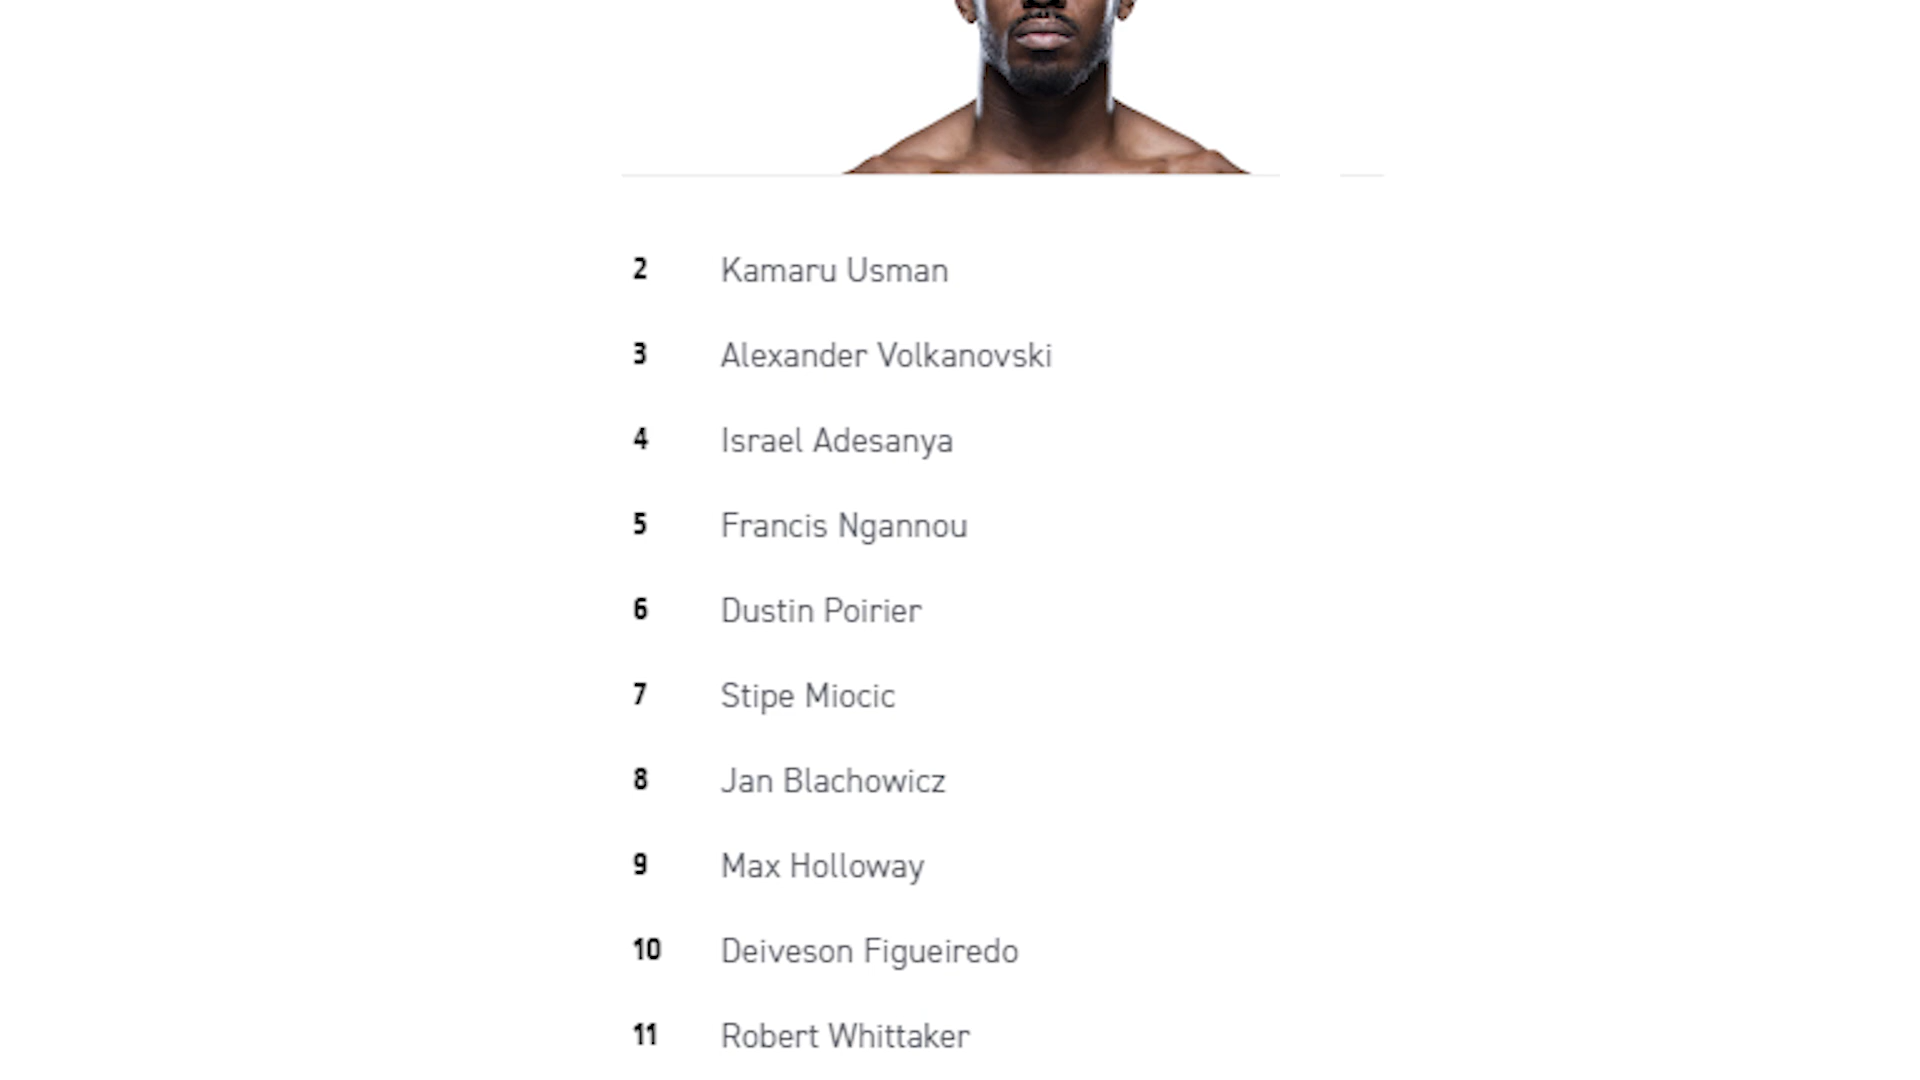 2 Kamaru Usman
3 Alexander Volkanovski
4 Israel Adesanya
5 Francis Ngannou
6 Dustin Poirier
7 Stipe Miocic
8 Jan Blachowicz
9 Max Holloway
10 Deiveson Figueiredo
11 Robert Whittaker